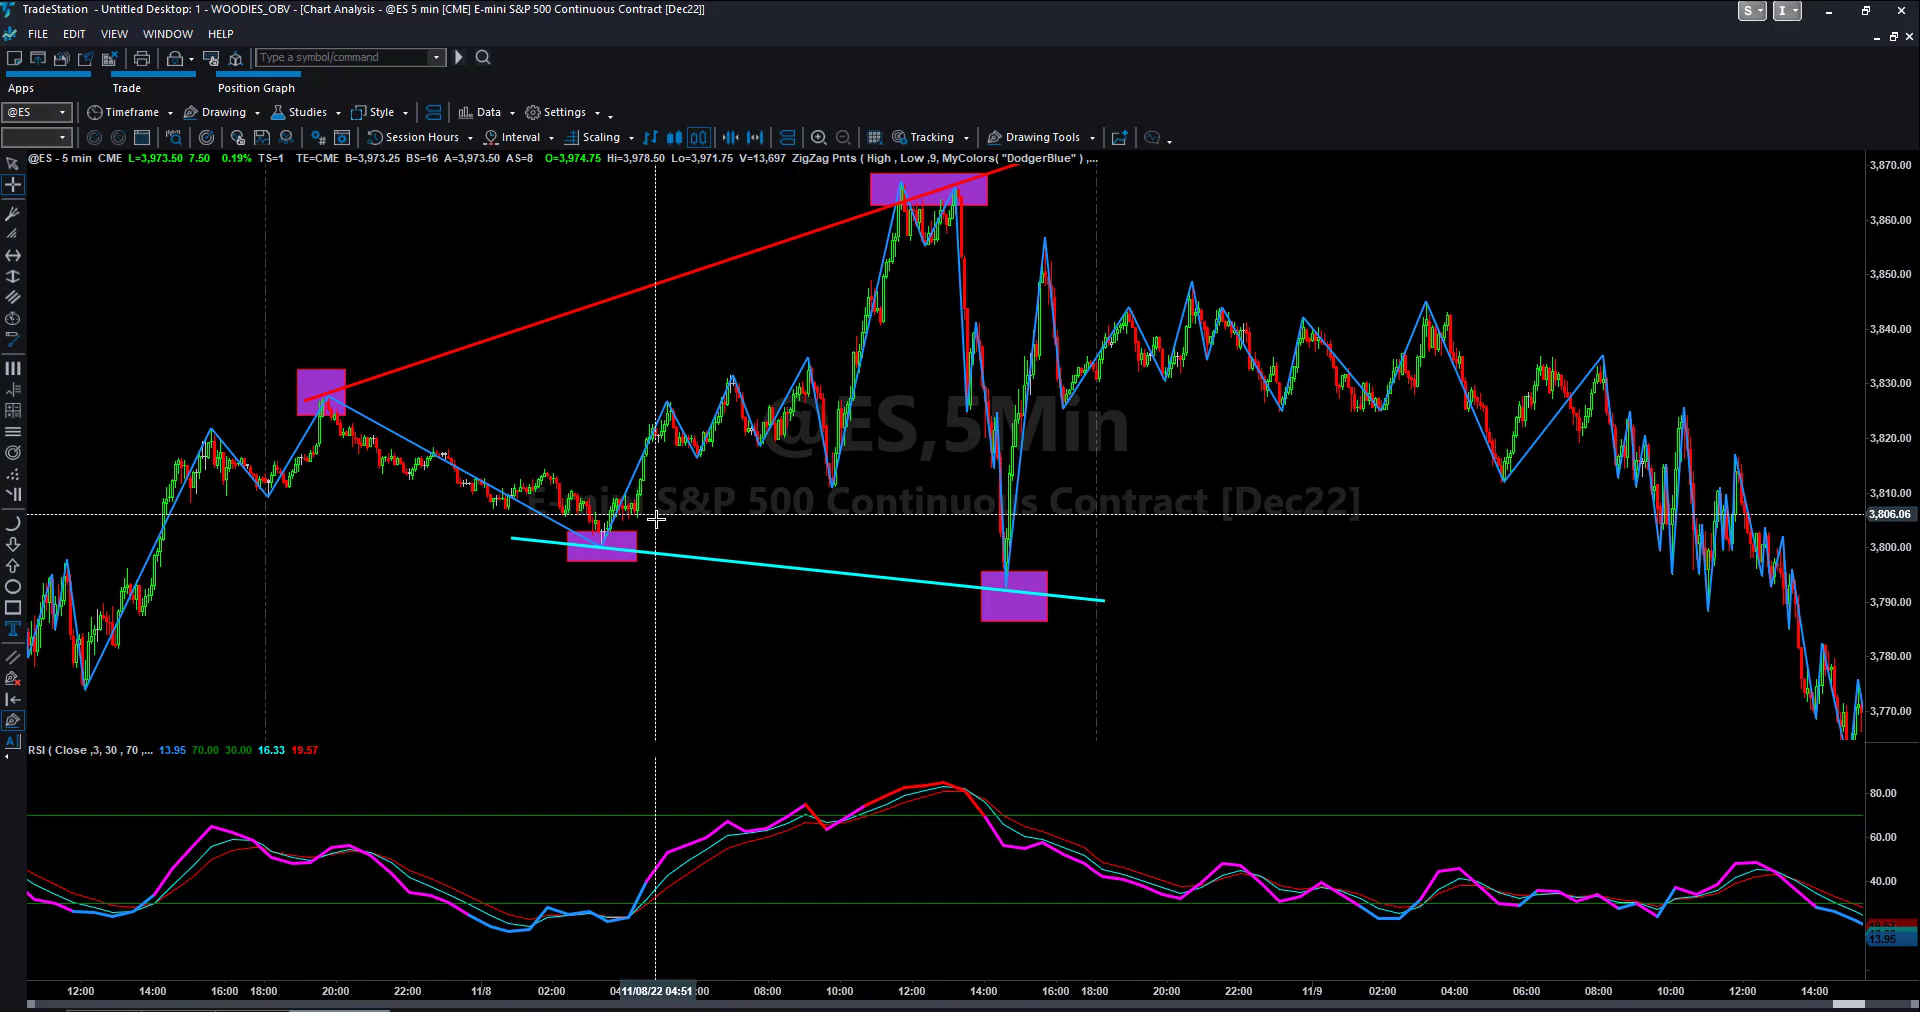 TradeStation - Untitled Desktop: 1 - WOODIES_OBV - [Chart Analysis - @ES 5 min [CME] E-mini S&P 500 Continuous Contract [Dec22]]
S I
FILE EDIT VIEW WINDOW HELP
Type a symbol/command
Apps Trade Position Graph
@ES Timeframe Drawing Studies Style Data Settings
Session Hours Interval Scaling Tracking Drawing Tools
@ES - 5 min CME L=3,973.50 7.50 0.19% TS=1 TE=CME B=3,973.25 BS=16 A=3,973.50 AS=8 O=3,974.75 Hi=3,978.50 Lo=3,971.75 V=13,697 ZigZag Pnts ( High , Low ,9, MyColors( "DodgerBlue" ) ,...
3,870.00
3,860.00
3,850.00
3,840.00
3,830.00
3,820.00
3,810.00
3,806.06
3,800.00
3,790.00
3,780.00
3,770.00
@ES,5Min
E-mini S&P 500 Continuous Contract [Dec22]
RSI ( Close ,3, 30 , 70 ,... 13.95 70.00 30.00 16.33 19.57
80.00
60.00
40.00
19.57
13.95
12:00 14:00 16:00 18:00 20:00 22:00 11/8 02:00 11/08/22 04:51 :00 08:00 10:00 12:00 14:00 16:00 18:00 20:00 22:00 11/9 02:00 04:00 06:00 08:00 10:00 12:00 14:00